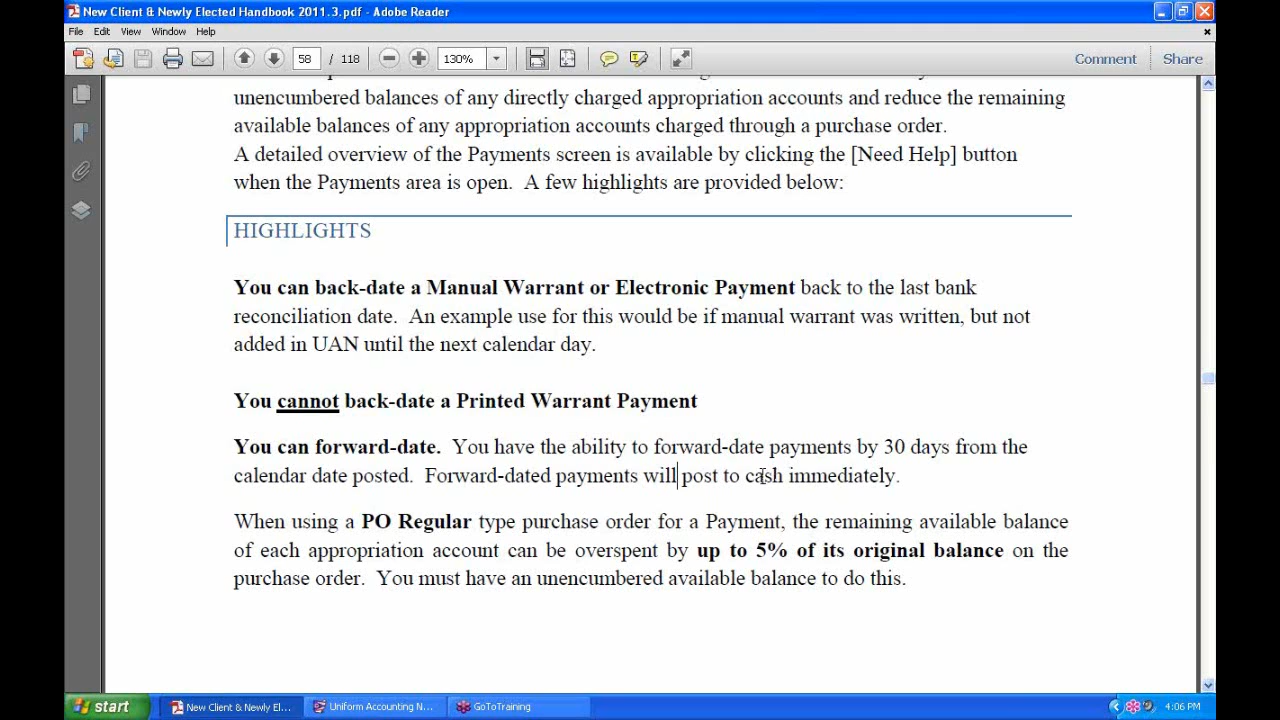 New Client & Newly Elected Handbook 2011.3.pdf - Adobe Reader
File Edit View Window Help
58 / 118 130% Comment Share
unencumbered balances of any directly charged appropriation accounts and reduce the remaining
available balances of any appropriation accounts charged through a purchase order.
A detailed overview of the Payments screen is available by clicking the [Need Help] button
when the Payments area is open. A few highlights are provided below:
HIGHLIGHTS
You can back-date a Manual Warrant or Electronic Payment back to the last bank
reconciliation date. An example use for this would be if manual warrant was written, but not
added in UAN until the next calendar day.
You cannot back-date a Printed Warrant Payment
You can forward-date. You have the ability to forward-date payments by 30 days from the
calendar date posted. Forward-dated payments will post to cash immediately.
When using a PO Regular type purchase order for a Payment, the remaining available balance
of each appropriation account can be overspent by up to 5% of its original balance on the
purchase order. You must have an unencumbered available balance to do this.
start New Client & Newly El... Uniform Accounting N... GoToTraining 4:06 PM